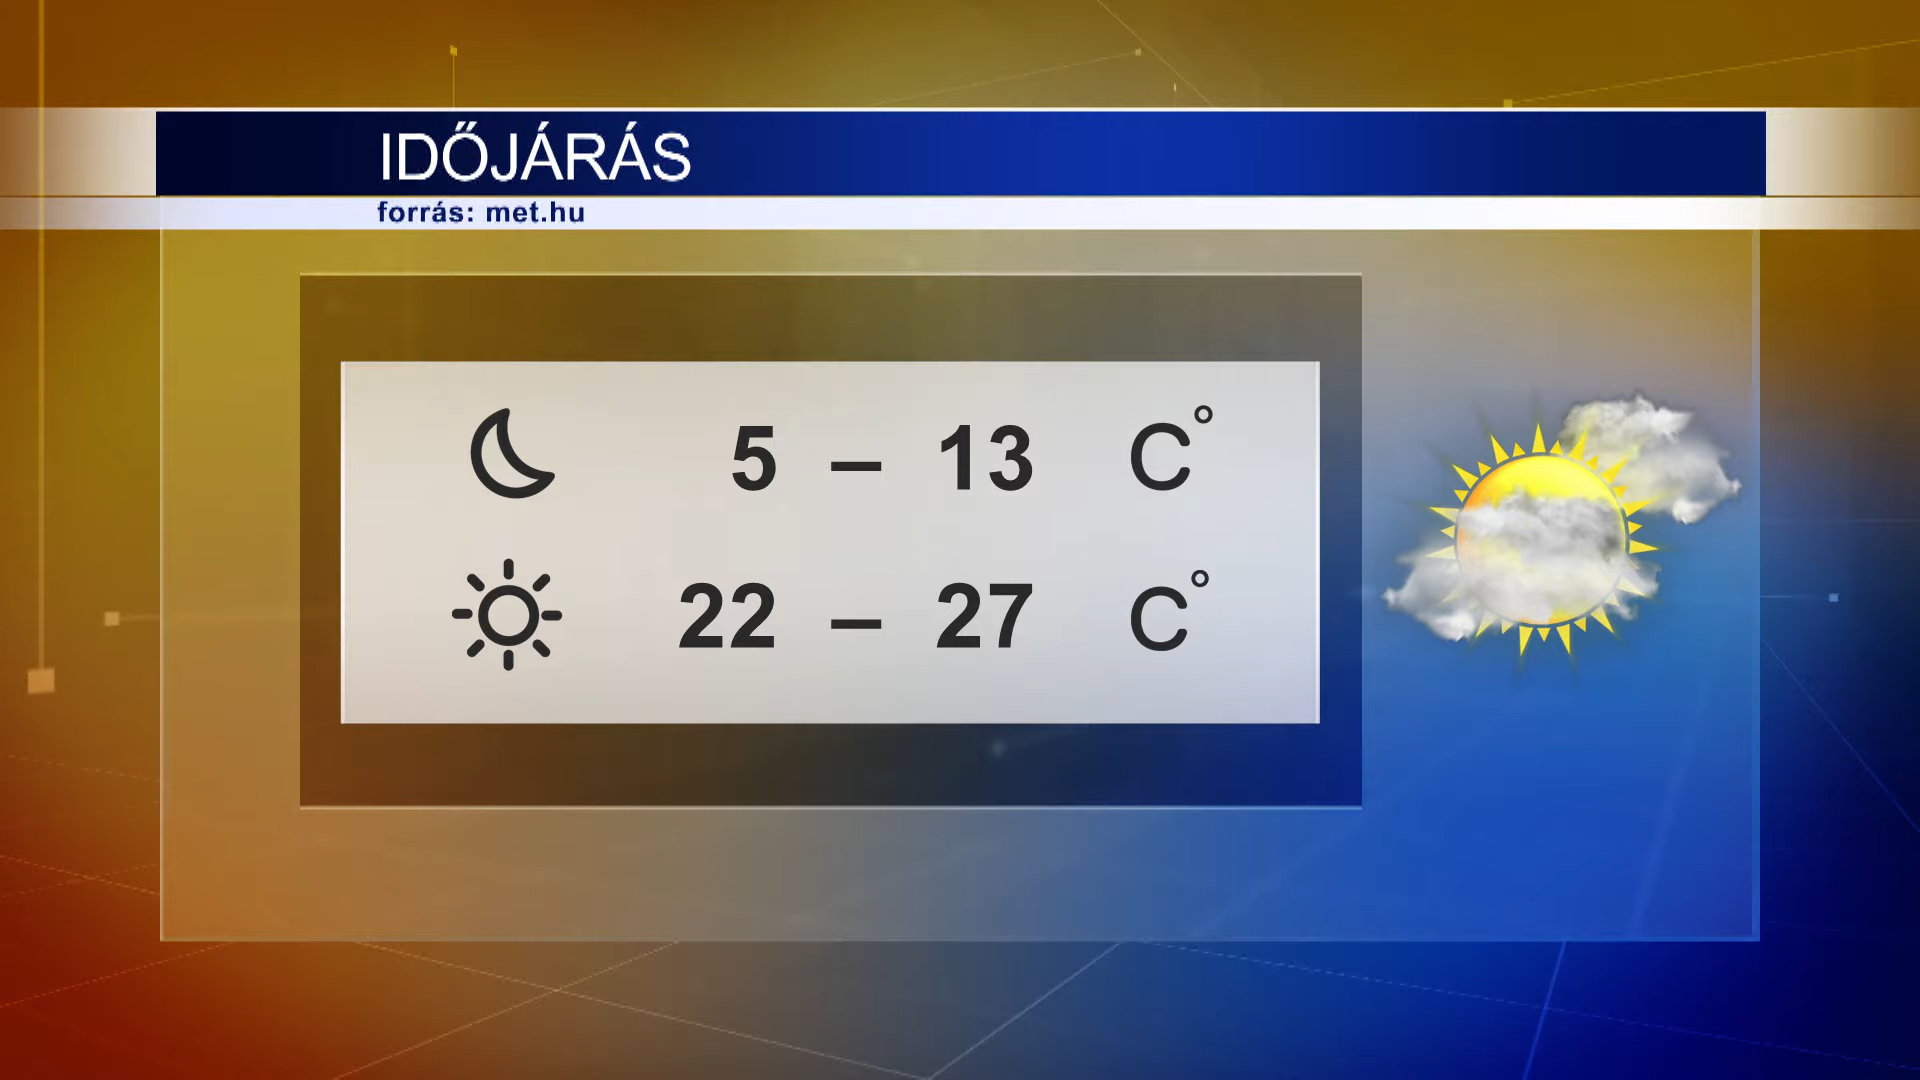 IDŐJÁRÁS
forrás: met.hu
5 – 13 C°
22 – 27 C°